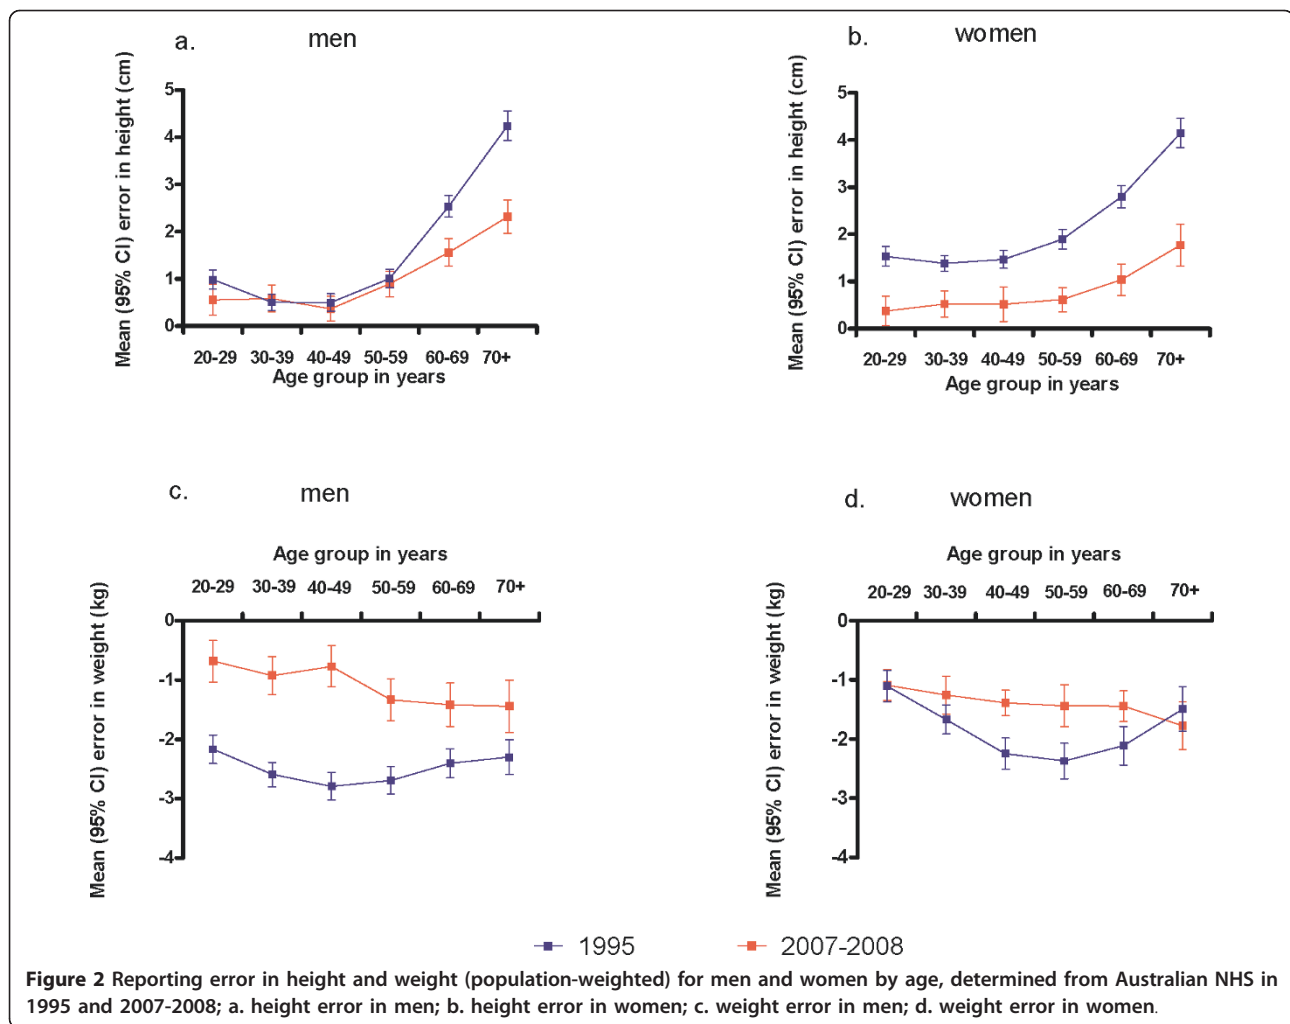 a. men
Mean (95% CI) error in height (cm)
5
4
3
2
1
0
20-29 30-39 40-49 50-59 60-69 70+
Age group in years
b. women
Mean (95% CI) error in height (cm)
5
4
3
2
1
0
20-29 30-39 40-49 50-59 60-69 70+
Age group in years
c. men
Age group in years
20-29 30-39 40-49 50-59 60-69 70+
Mean (95% CI) error in weight (kg)
0
-1
-2
-3
-4
d. women
Age group in years
20-29 30-39 40-49 50-59 60-69 70+
Mean (95% CI) error in weight (kg)
0
-1
-2
-3
-4
1995 2007-2008
Figure 2 Reporting error in height and weight (population-weighted) for men and women by age, determined from Australian NHS in
1995 and 2007-2008; a. height error in men; b. height error in women; c. weight error in men; d. weight error in women.